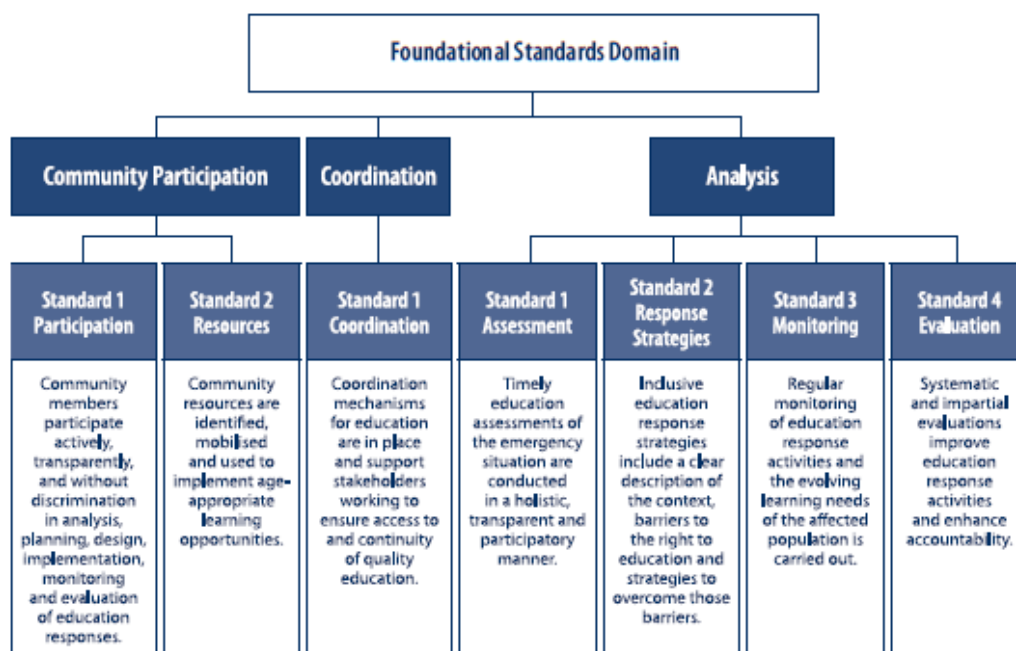 Foundational Standards Domain
Community Participation
Coordination
Analysis
Standard 1
Participation
Community
members
participate
actively,
transparently,
and without
discrimination
in analysis,
planning, design,
implementation,
monitoring
and evaluation
of education
responses.
Standard 2
Resources
Community
resources are
identified,
mobilised
and used to
implement age-
appropriate
learning
opportunities.
Standard 1
Coordination
Coordination
mechanisms
for education
are in place
and support
stakeholders
working to
ensure access to
and continuity
of quality
education.
Standard 1
Assessment
Timely
education
assessments of
the emergency
situation are
conducted
in a holistic,
transparent and
participatory
manner.
Standard 2
Response
Strategies
Inclusive
education
response
strategies
include a clear
description of
the context,
barriers to
the right to
education and
strategies to
overcome those
barriers.
Standard 3
Monitoring
Regular
monitoring
of education
response
activities and
the evolving
learning needs
of the affected
population is
carried out.
Standard 4
Evaluation
Systematic
and impartial
evaluations
improve
education
response
activities
and enhance
accountability.